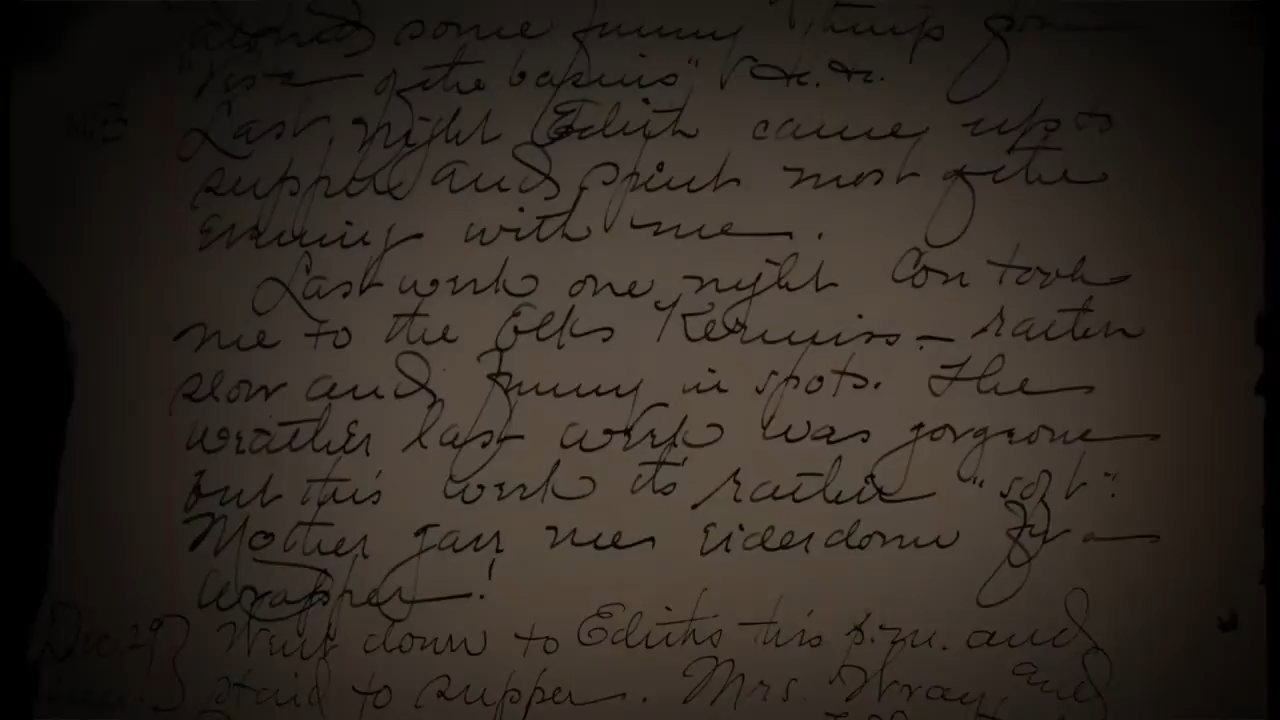 some funny things from
of the basins" &c. &c.
Last night Edith came up to
supper and spent most of the
evening with me.
Last week one night Con took
me to the Elks Kermiss – rather
slow and funny in spots. The
weather last week was gorgeous
but this week it's rather "soft".
Mother gave me eiderdown for a
wrapper!
Dec. 29 Went down to Edith's this p.m. and
staid to supper. Mrs. Wray and